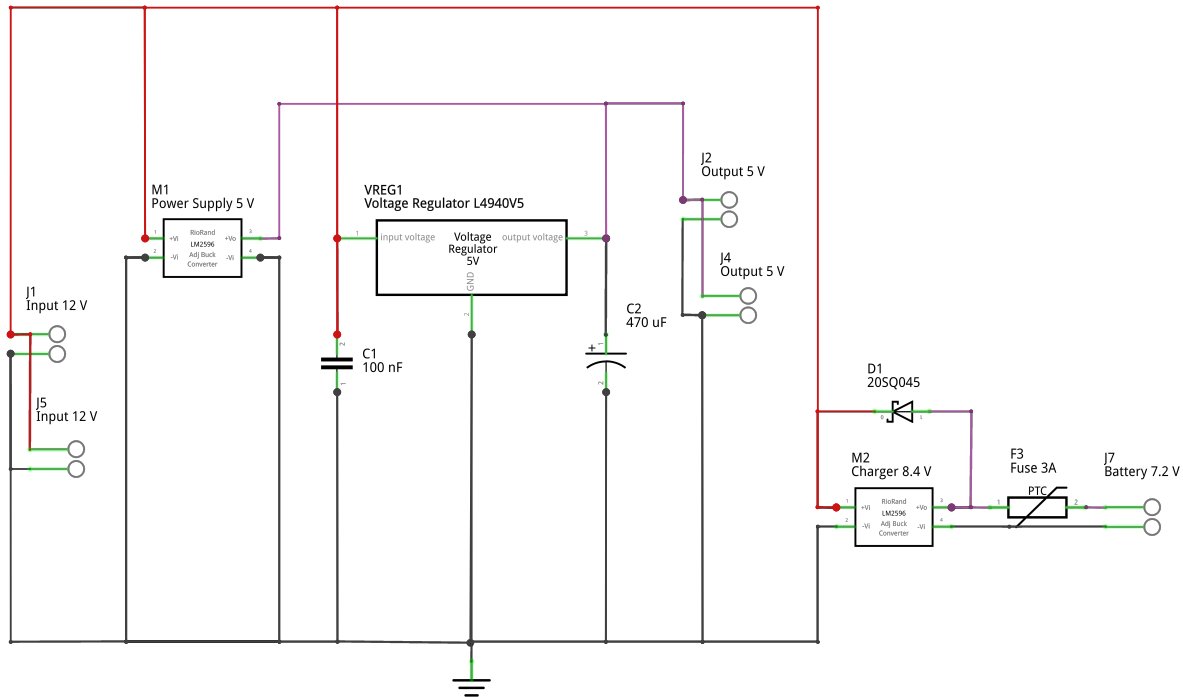 M1
Power Supply 5 V
RioRand
LM2596
Adj Buck
Converter
1
+Vi
2
-Vi
3
+Vo
4
-Vi
VREG1
Voltage Regulator L4940V5
1
input voltage
Voltage
Regulator
5V
output voltage
3
GND
2
J2
Output 5 V
J4
Output 5 V
J1
Input 12 V
J5
Input 12 V
C1
100 nF
2
1
C2
470 uF
+
1
2
D1
20SQ045
M2
Charger 8.4 V
RioRand
LM2596
Adj Buck
Converter
1
+Vi
2
-Vi
3
+Vo
4
-Vi
F3
Fuse 3A
PTC
1
2
J7
Battery 7.2 V